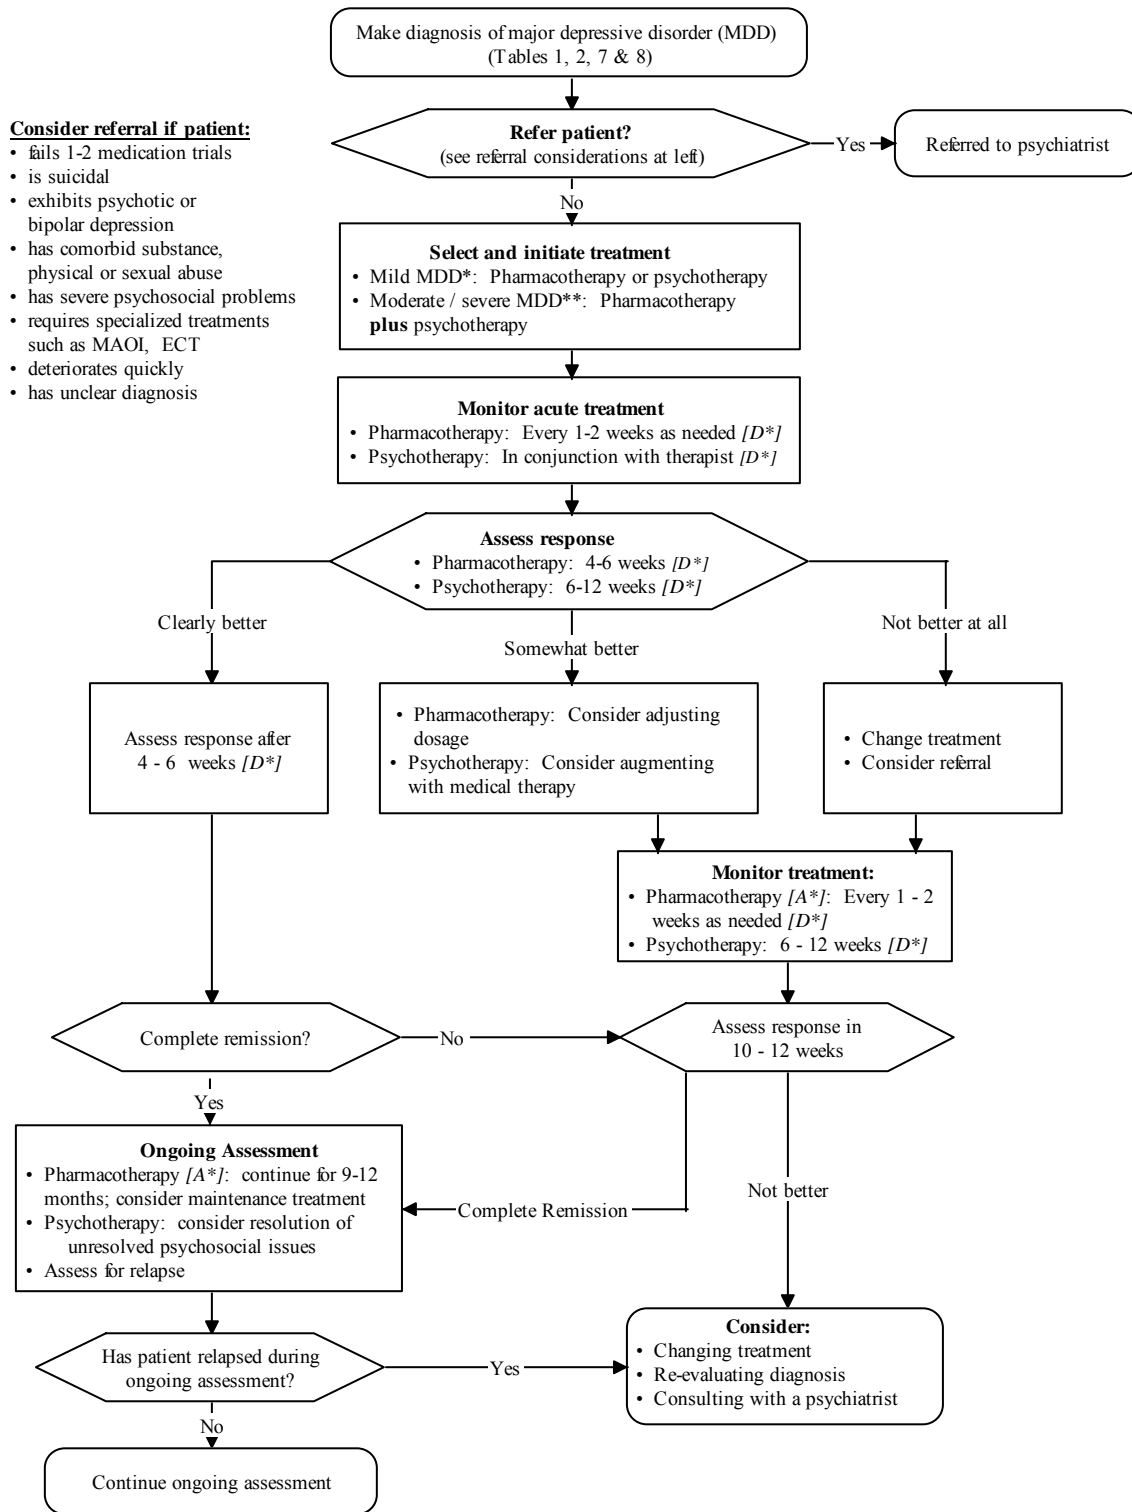 Make diagnosis of major depressive disorder (MDD)
(Tables 1, 2, 7 & 8)
Consider referral if patient:
• fails 1-2 medication trials
• is suicidal
• exhibits psychotic or
bipolar depression
• has comorbid substance,
physical or sexual abuse
• has severe psychosocial problems
• requires specialized treatments
such as MAOI, ECT
• deteriorates quickly
• has unclear diagnosis
Refer patient?
(see referral considerations at left)
Yes
Referred to psychiatrist
No
Select and initiate treatment
• Mild MDD*: Pharmacotherapy or psychotherapy
• Moderate / severe MDD**: Pharmacotherapy
plus psychotherapy
Monitor acute treatment
• Pharmacotherapy: Every 1-2 weeks as needed [D*]
• Psychotherapy: In conjunction with therapist [D*]
Assess response
• Pharmacotherapy: 4-6 weeks [D*]
• Psychotherapy: 6-12 weeks [D*]
Clearly better
Somewhat better
Not better at all
Assess response after
4 - 6 weeks [D*]
• Pharmacotherapy: Consider adjusting
dosage
• Psychotherapy: Consider augmenting
with medical therapy
• Change treatment
• Consider referral
Monitor treatment:
• Pharmacotherapy [A*]: Every 1 - 2
weeks as needed [D*]
• Psychotherapy: 6 - 12 weeks [D*]
Complete remission?
No
Assess response in
10 - 12 weeks
Yes
Ongoing Assessment
• Pharmacotherapy [A*]: continue for 9-12
months; consider maintenance treatment
• Psychotherapy: consider resolution of
unresolved psychosocial issues
• Assess for relapse
Complete Remission
Not better
Has patient relapsed during
ongoing assessment?
Yes
Consider:
• Changing treatment
• Re-evaluating diagnosis
• Consulting with a psychiatrist
No
Continue ongoing assessment